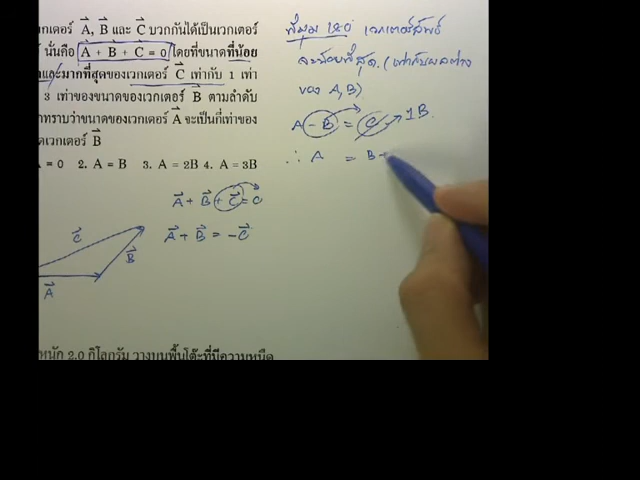 กเตอร์ A⃗, B⃗ และ C⃗ บวกกันได้เป็นเวกเตอร์
นั่นคือ A⃗ + B⃗ + C⃗ = 0 โดยที่ขนาดที่น้อย
และมากที่สุดของเวกเตอร์ C⃗ เท่ากับ 1 เท่า
3 เท่าของขนาดของเวกเตอร์ B⃗ ตามลำดับ
ทราบว่าขนาดของเวกเตอร์ A⃗ จะเป็นกี่เท่าของ
เวกเตอร์ B⃗
A = 0 2. A = B 3. A = 2B 4. A = 3B
A⃗ + B⃗ + C⃗ = 0
A⃗ + B⃗ = -C⃗
C⃗
B⃗
A⃗
ที่มุม 180° เวกเตอร์ลัพธ์
จะน้อยที่สุด. (เท่ากับผลต่าง
ของ A, B)
A - B = C 1B.
∴ A = B +
หนัก 2.0 กิโลกรัม วางบนพื้นโต๊ะที่มีความหนืด